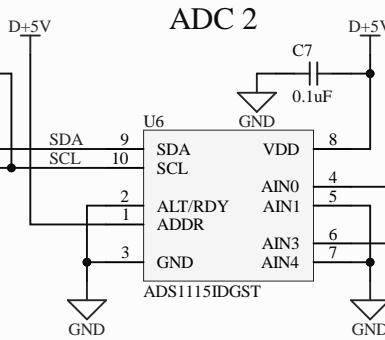 ADC 2
D+5V
D+5V
C7
0.1uF
GND
U6
SDA 9 SDA VDD 8
SCL 10 SCL
AIN0 4
2 ALT/RDY AIN1 5
1 ADDR
AIN3 6
3 GND AIN4 7
ADS1115IDGST
GND
GND